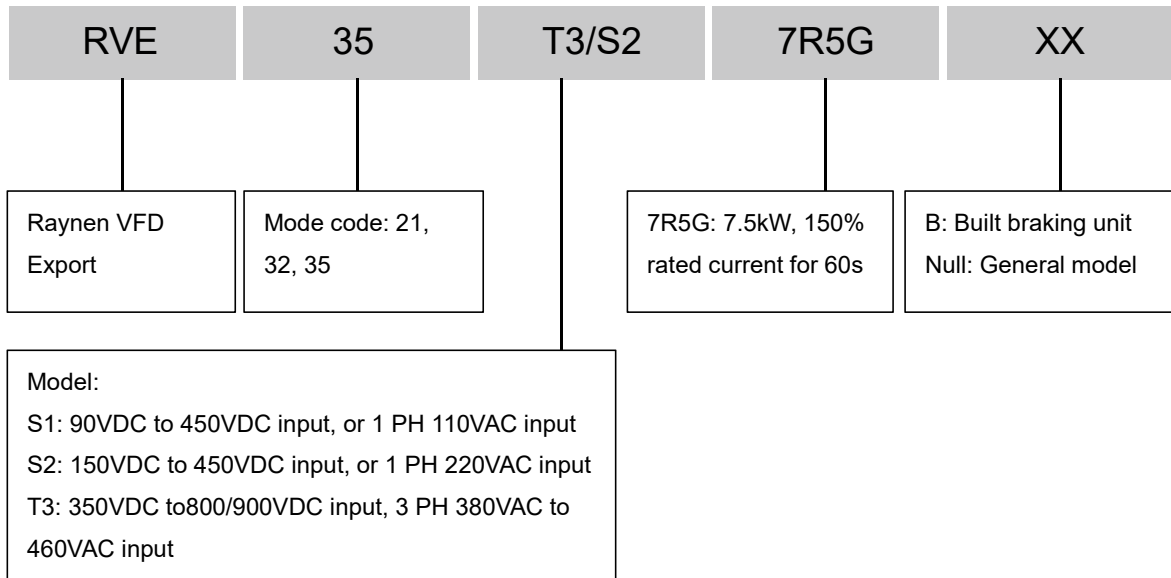 RVE
35
T3/S2
7R5G
XX
Raynen VFD
Export
Mode code: 21,
32, 35
7R5G: 7.5kW, 150%
rated current for 60s
B: Built braking unit
Null: General model
Model:
S1: 90VDC to 450VDC input, or 1 PH 110VAC input
S2: 150VDC to 450VDC input, or 1 PH 220VAC input
T3: 350VDC to800/900VDC input, 3 PH 380VAC to
460VAC input